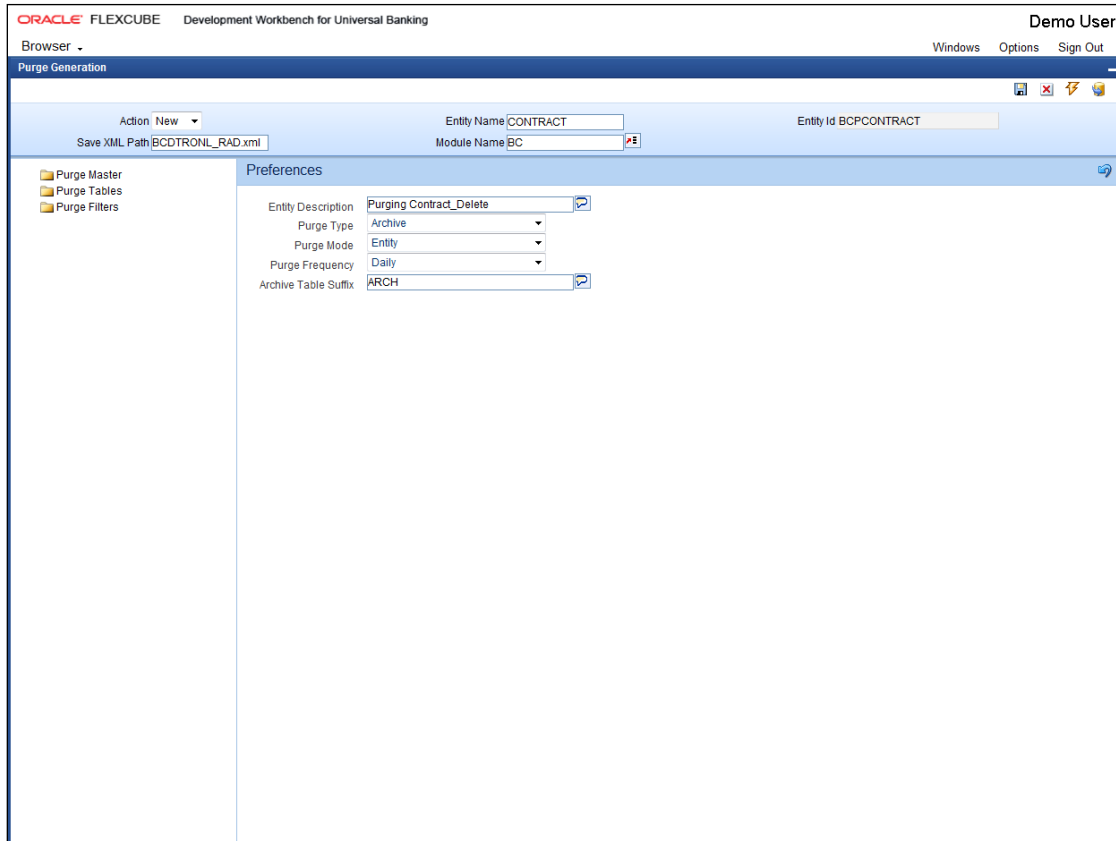 ORACLE FLEXCUBE Development Workbench for Universal Banking Demo User
Browser Windows Options Sign Out
Purge Generation
Action New Entity Name CONTRACT Entity Id BCPCONTRACT
Save XML Path BCDTRONL_RAD.xml Module Name BC
Purge Master
Purge Tables
Purge Filters
Preferences
Entity Description Purging Contract_Delete
Purge Type Archive
Purge Mode Entity
Purge Frequency Daily
Archive Table Suffix ARCH